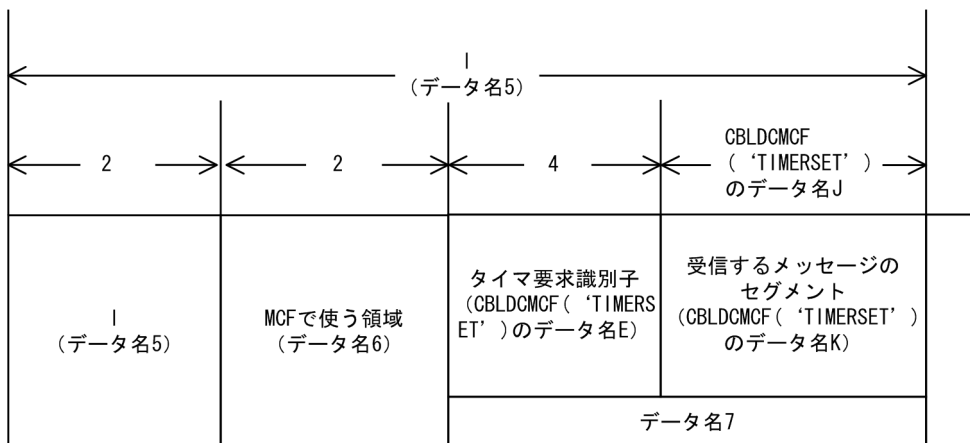 l
(データ名5)
2
2
4
CBLDCMCF
(‘TIMERSET’)
のデータ名J
l
(データ名5)
MCFで使う領域
(データ名6)
タイマ要求識別子
(CBLDCMCF(‘TIMERS
ET’)のデータ名E)
受信するメッセージの
セグメント
(CBLDCMCF(‘TIMERSET’)
のデータ名K)
データ名7